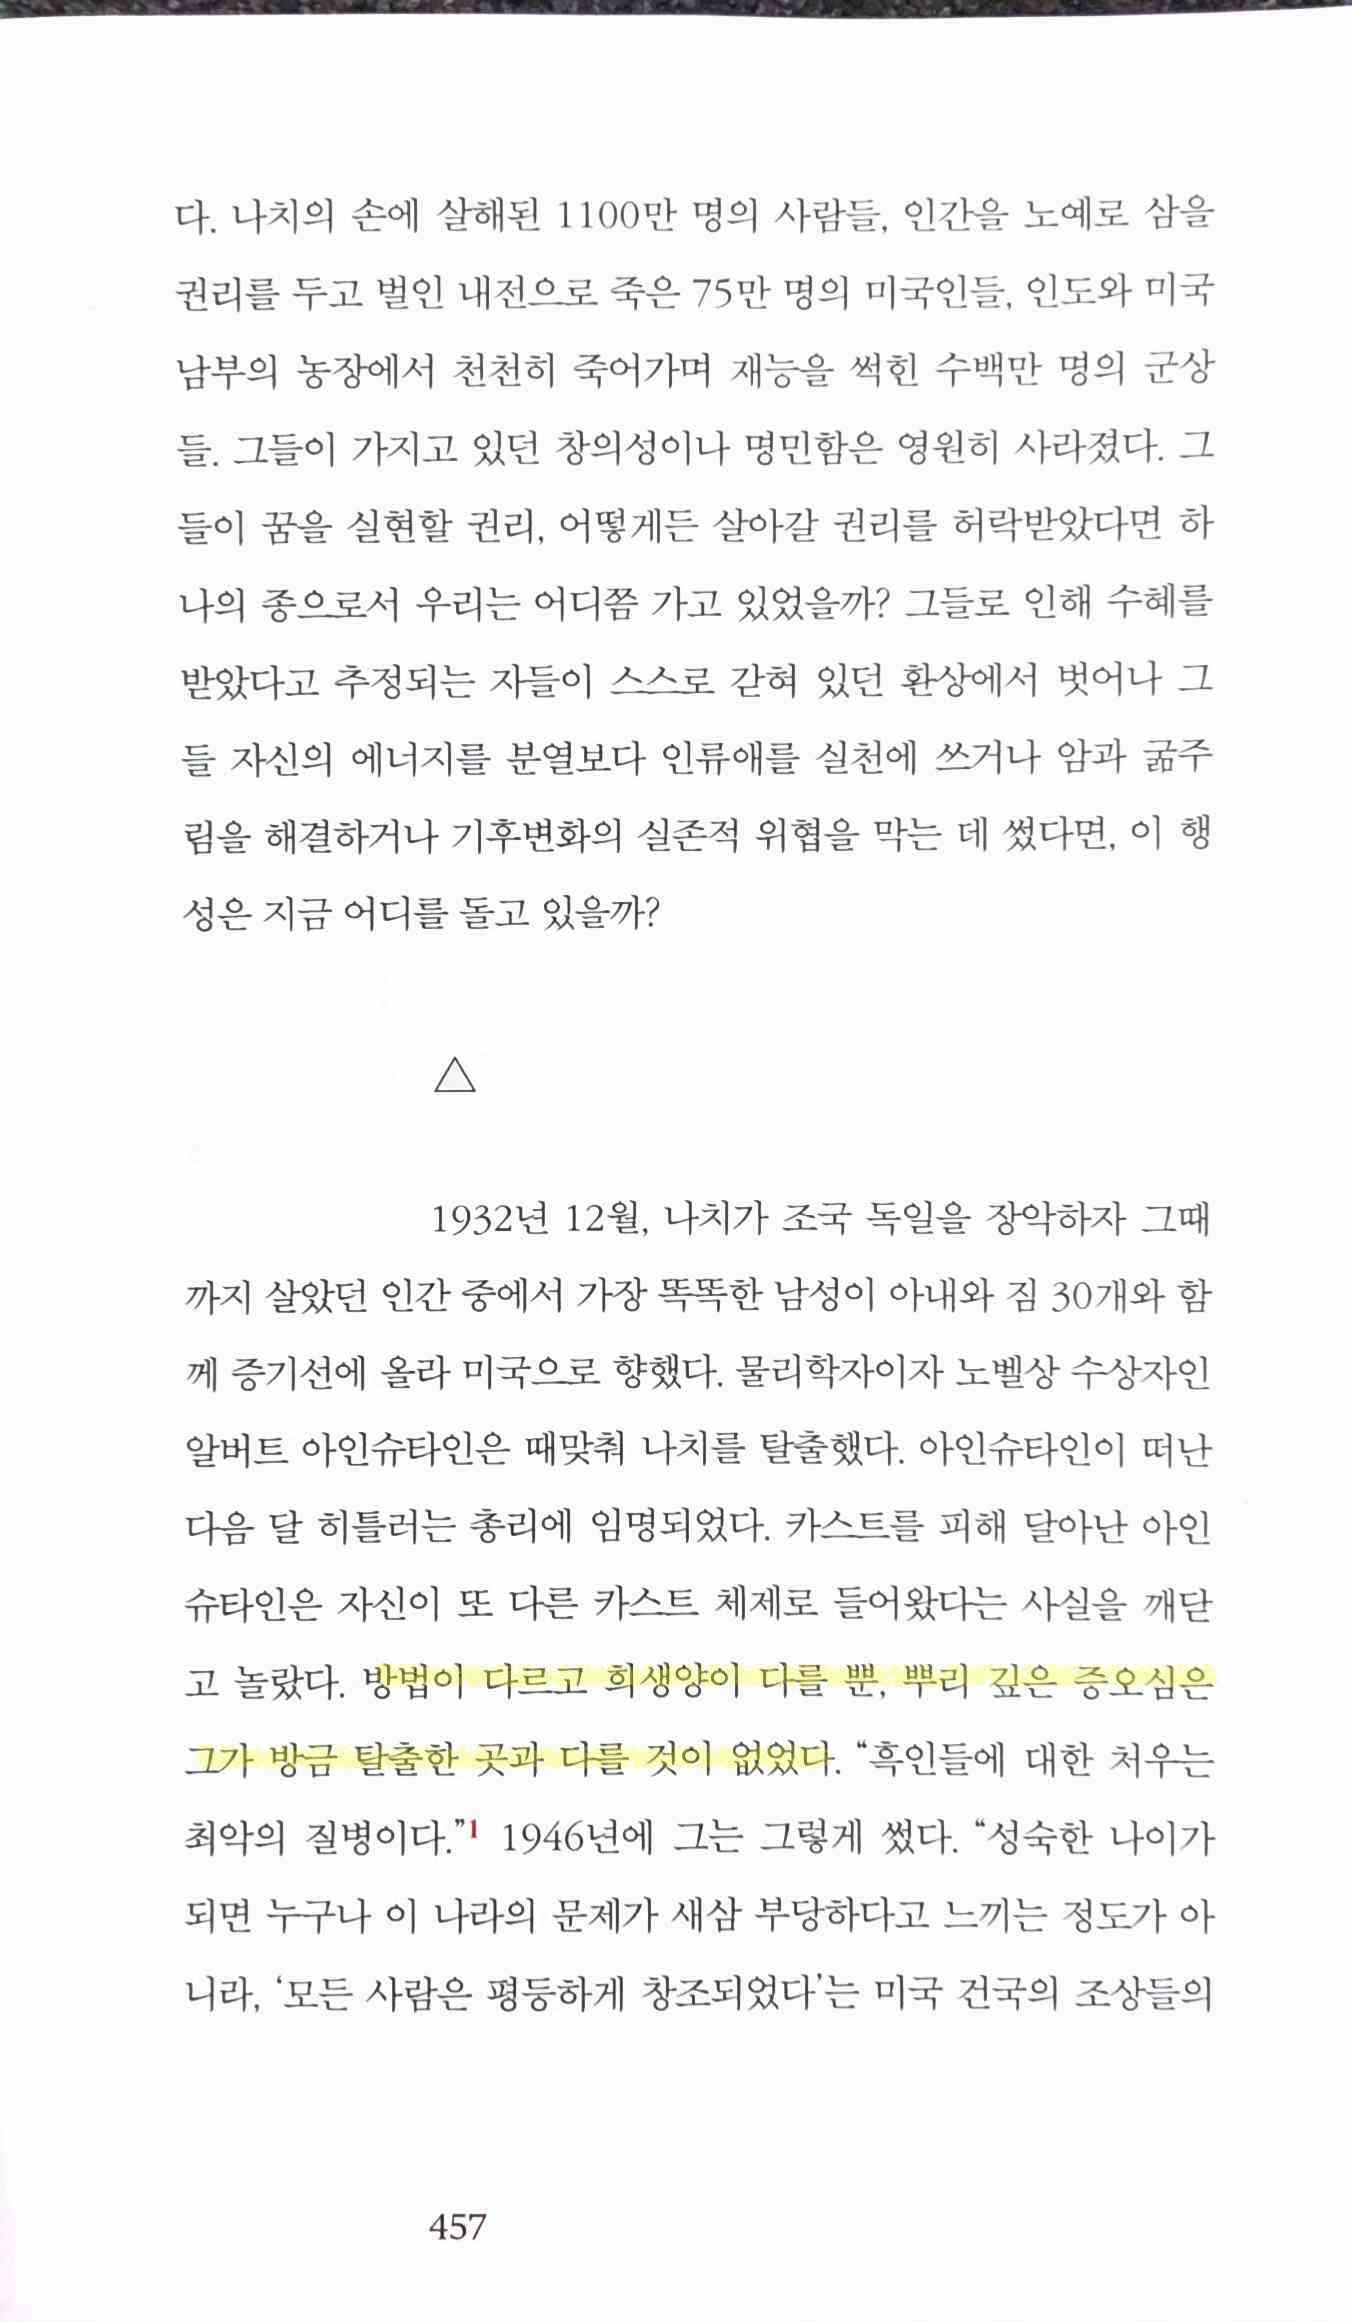 다. 나치의 손에 살해된 1100만 명의 사람들, 인간을 노예로 삼을
권리를 두고 벌인 내전으로 죽은 75만 명의 미국인들, 인도와 미국
남부의 농장에서 천천히 죽어가며 재능을 썩힌 수백만 명의 군상
들. 그들이 가지고 있던 창의성이나 명민함은 영원히 사라졌다. 그
들이 꿈을 실현할 권리, 어떻게든 살아갈 권리를 허락받았다면 하
나의 종으로서 우리는 어디쯤 가고 있었을까? 그들로 인해 수혜를
받았다고 추정되는 자들이 스스로 갇혀 있던 환상에서 벗어나 그
들 자신의 에너지를 분열보다 인류애를 실천에 쓰거나 암과 굶주
림을 해결하거나 기후변화의 실존적 위협을 막는 데 썼다면, 이 행
성은 지금 어디를 돌고 있을까?
△
1932년 12월, 나치가 조국 독일을 장악하자 그때
까지 살았던 인간 중에서 가장 똑똑한 남성이 아내와 짐 30개와 함
께 증기선에 올라 미국으로 향했다. 물리학자이자 노벨상 수상자인
알버트 아인슈타인은 때맞춰 나치를 탈출했다. 아인슈타인이 떠난
다음 달 히틀러는 총리에 임명되었다. 카스트를 피해 달아난 아인
슈타인은 자신이 또 다른 카스트 체제로 들어왔다는 사실을 깨닫
고 놀랐다. 방법이 다르고 희생양이 다를 뿐, 뿌리 깊은 증오심은
그가 방금 탈출한 곳과 다를 것이 없었다. “흑인들에 대한 처우는
최악의 질병이다.”1 1946년에 그는 그렇게 썼다. “성숙한 나이가
되면 누구나 이 나라의 문제가 새삼 부당하다고 느끼는 정도가 아
니라, ‘모든 사람은 평등하게 창조되었다’는 미국 건국의 조상들의
457